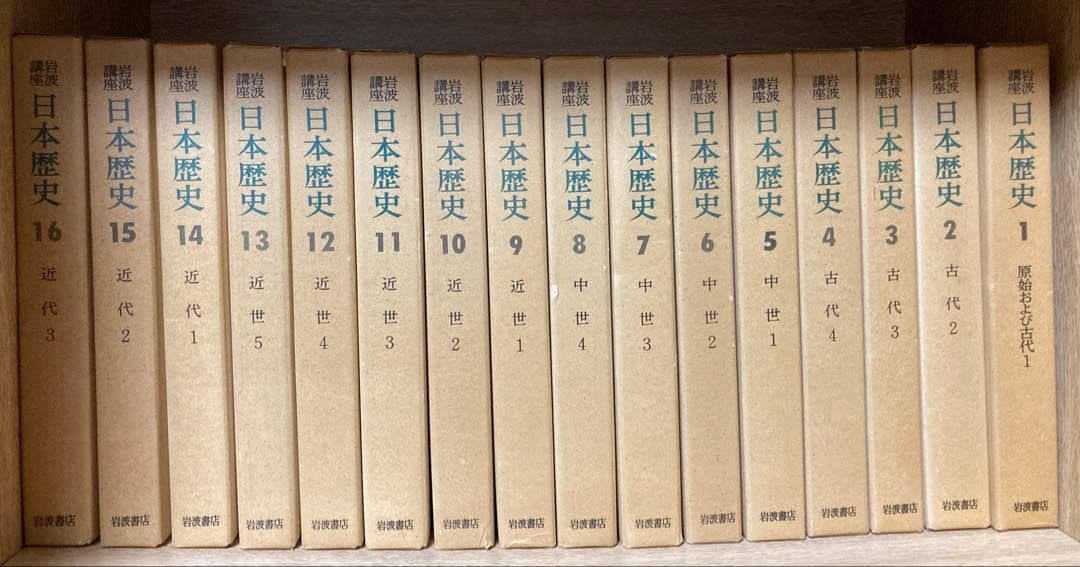 岩波講座 日本歴史 1 原始および古代1 岩波書店
岩波講座 日本歴史 2 古代2 岩波書店
岩波講座 日本歴史 3 古代3 岩波書店
岩波講座 日本歴史 4 古代4 岩波書店
岩波講座 日本歴史 5 中世1 岩波書店
岩波講座 日本歴史 6 中世2 岩波書店
岩波講座 日本歴史 7 中世3 岩波書店
岩波講座 日本歴史 8 中世4 岩波書店
岩波講座 日本歴史 9 近世1 岩波書店
岩波講座 日本歴史 10 近世2 岩波書店
岩波講座 日本歴史 11 近世3 岩波書店
岩波講座 日本歴史 12 近世4 岩波書店
岩波講座 日本歴史 13 近世5 岩波書店
岩波講座 日本歴史 14 近代1 岩波書店
岩波講座 日本歴史 15 近代2 岩波書店
岩波講座 日本歴史 16 近代3 岩波書店